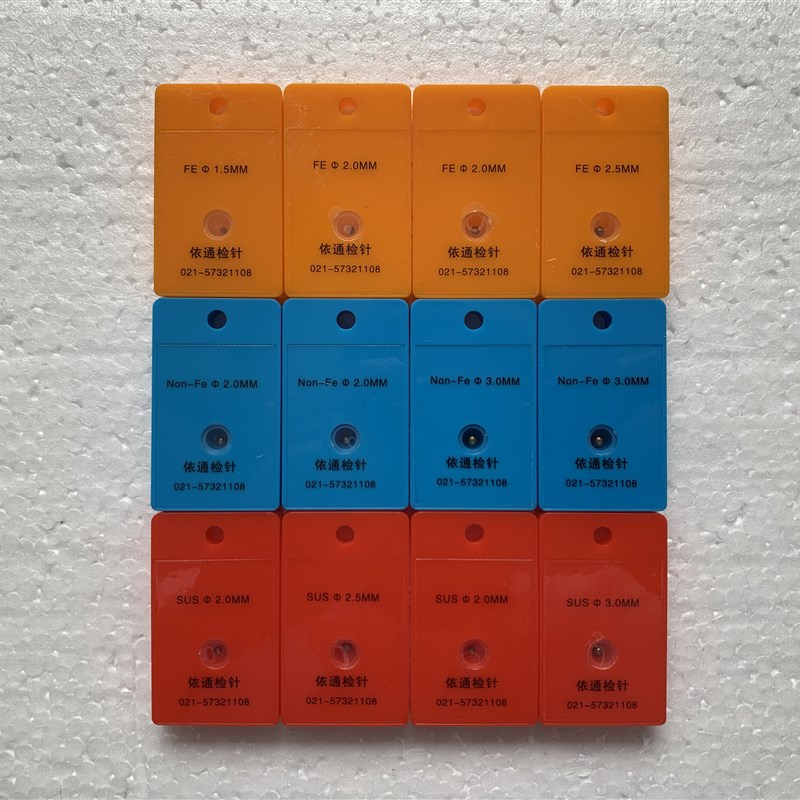 FE Φ 1.5MM
依通检针
021-57321108
FE Φ 2.0MM
依通检针
021-57321108
FE Φ 2.0MM
依通检针
021-57321108
FE Φ 2.5MM
依通检针
021-57321108
Non-Fe Φ 2.0MM
依通检针
021-57321108
Non-Fe Φ 2.0MM
依通检针
021-57321108
Non-Fe Φ 3.0MM
依通检针
021-57321108
Non-Fe Φ 3.0MM
依通检针
021-57321108
SUS Φ 2.0MM
依通检针
021-57321108
SUS Φ 2.5MM
依通检针
021-57321108
SUS Φ 2.0MM
依通检针
021-57321108
SUS Φ 3.0MM
依通检针
021-57321108